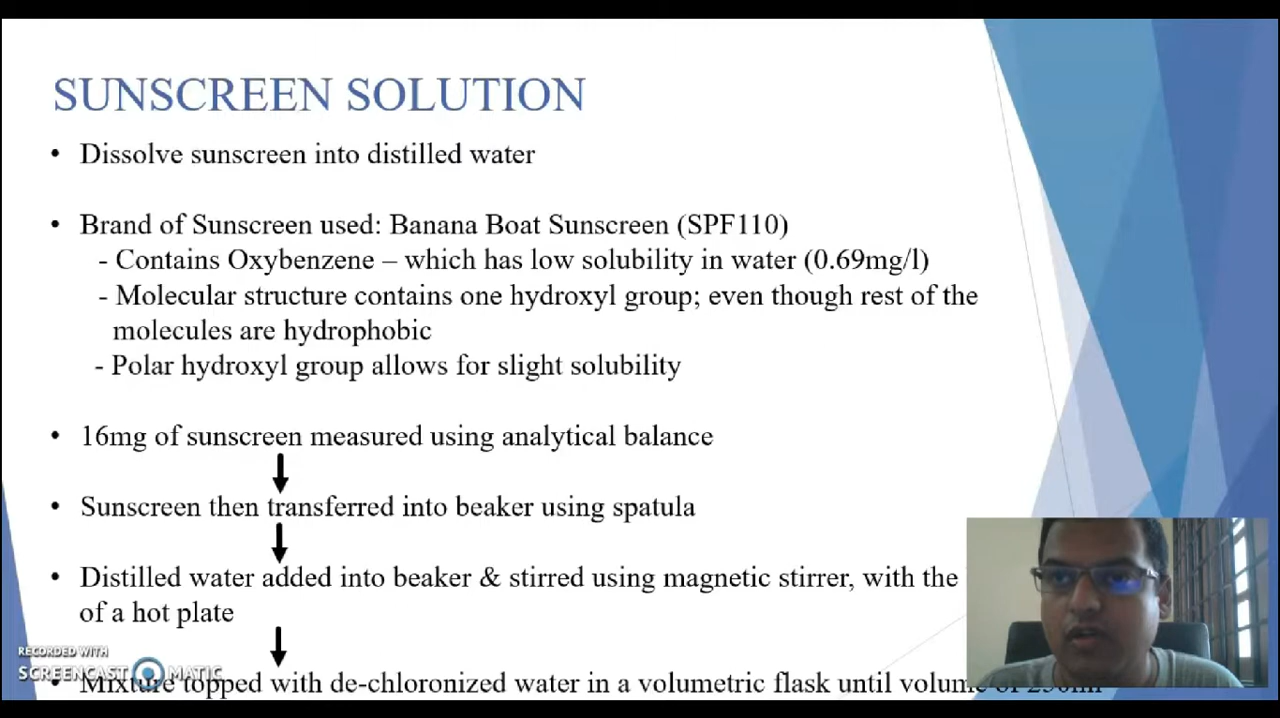 SUNSCREEN SOLUTION
• Dissolve sunscreen into distilled water
• Brand of Sunscreen used: Banana Boat Sunscreen (SPF110)
- Contains Oxybenzene – which has low solubility in water (0.69mg/l)
- Molecular structure contains one hydroxyl group; even though rest of the
molecules are hydrophobic
- Polar hydroxyl group allows for slight solubility
• 16mg of sunscreen measured using analytical balance
• Sunscreen then transferred into beaker using spatula
• Distilled water added into beaker & stirred using magnetic stirrer, with the
of a hot plate
RECORDED WITH
SCREENCAST MATIC
• Mixture topped with de-chloronized water in a volumetric flask until volume of 250ml